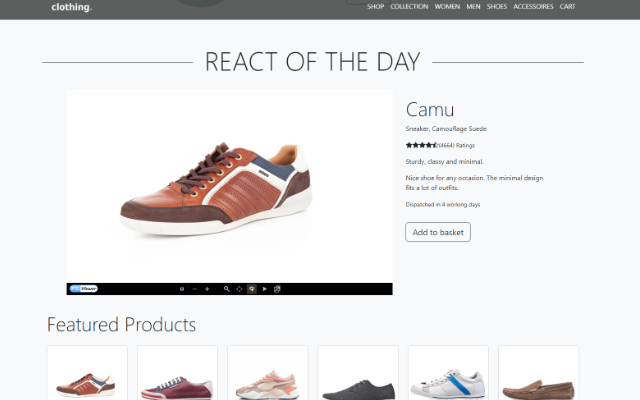 clothing.
SHOP COLLECTION WOMEN MEN SHOES ACCESSOIRES CART
REACT OF THE DAY
Camu
Sneaker, Camouflage Suede
(4664) Ratings
Sturdy, classy and minimal.
Nice shoe for any occasion. The minimal design
fits a lot of outfits.
Dispatched in 4 working days
Add to basket
Featured Products